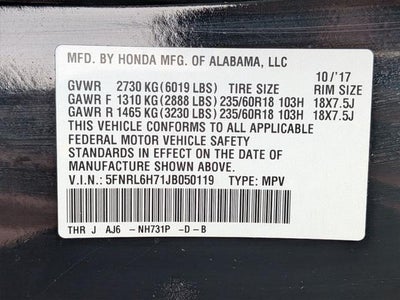 MFD. BY HONDA MFG. OF ALABAMA, LLC
10/'17
GVWR 2730 KG (6019 LBS) TIRE SIZE RIM SIZE
GAWR F 1310 KG (2888 LBS) 235/60R18 103H 18X7.5J
GAWR R 1465 KG (3230 LBS) 235/60R18 103H 18X7.5J
THIS VEHICLE CONFORMS TO ALL APPLICABLE
FEDERAL MOTOR VEHICLE SAFETY
STANDARDS IN EFFECT ON THE DATE OF
MANUFACTURE SHOWN ABOVE.
V.I.N.: 5FNRL6H71JB050119 TYPE: MPV
THR J AJ6 -NH731P -D-B